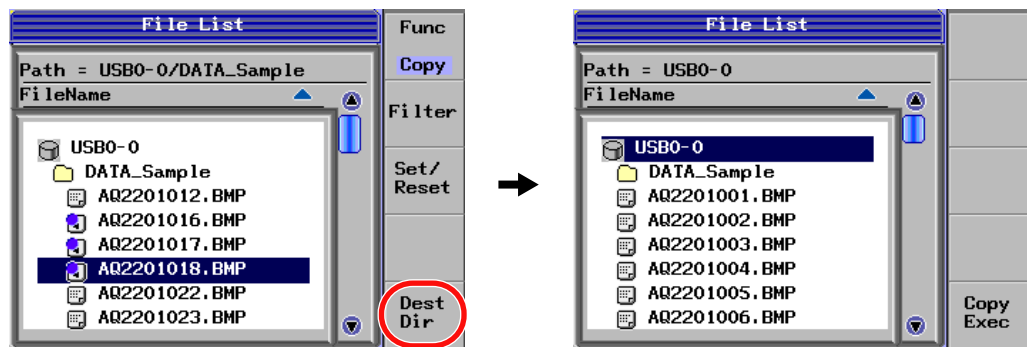 File List
Path = USB0-0/DATA_Sample
FileName
USB0-0
DATA_Sample
AQ2201012.BMP
AQ2201016.BMP
AQ2201017.BMP
AQ2201018.BMP
AQ2201022.BMP
AQ2201023.BMP
Func
Copy
Filter
Set/
Reset
Dest
Dir
File List
Path = USB0-0
FileName
USB0-0
DATA_Sample
AQ2201001.BMP
AQ2201002.BMP
AQ2201003.BMP
AQ2201004.BMP
AQ2201005.BMP
AQ2201006.BMP
Copy
Exec